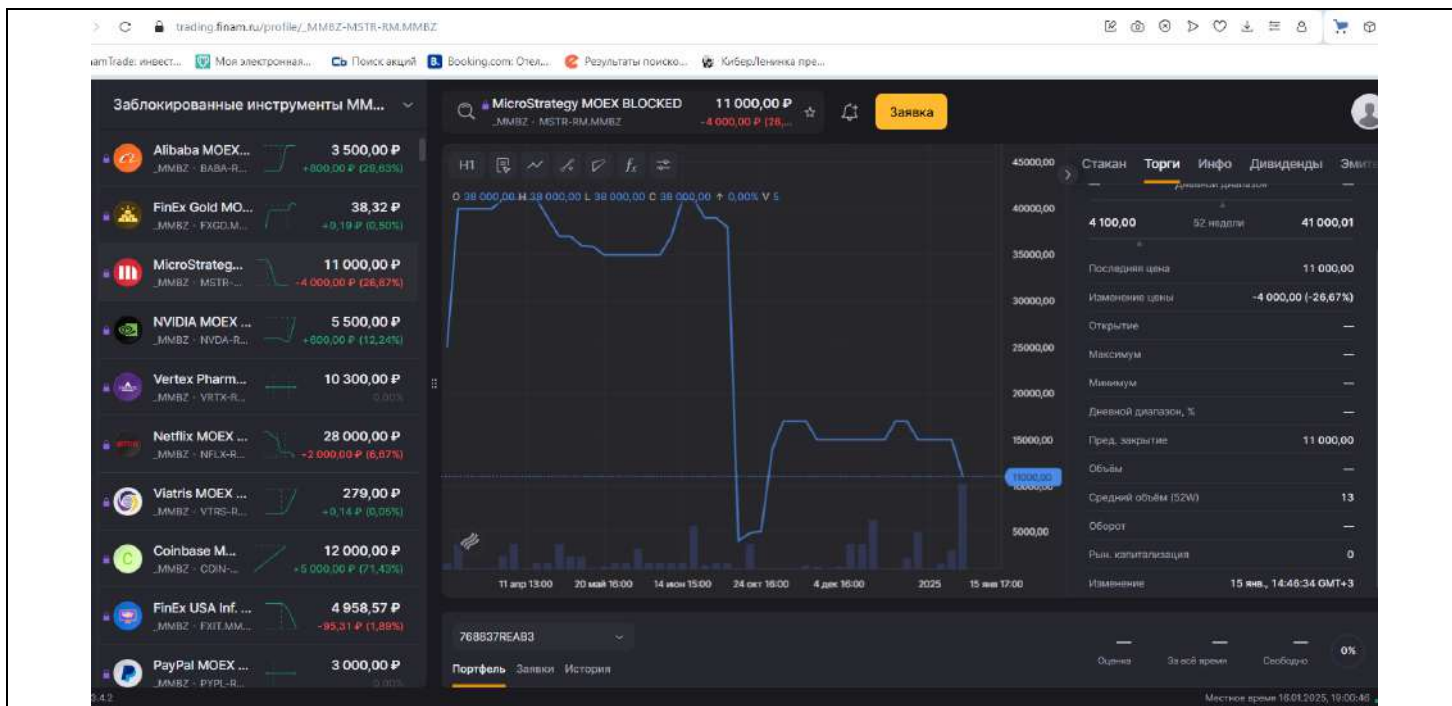 trading.finam.ru/profile/_MMBZ-MSTR-RM.MMBZ
amTrade: инвест... Моя электронная... Поиск акций Booking.com: Отел... Результаты поиско... КиберЛенинка пре...
Заблокированные инструменты MM...
MicroStrategy MOEX BLOCKED 11 000,00 ₽
_MMBZ · MSTR-RM.MMBZ -4 000,00 ₽ (26,...
Заявка
Alibaba MOEX... 3 500,00 ₽
_MMBZ · BABA-R... +800,00 ₽ (29,63%)
FinEx Gold MO... 38,32 ₽
_MMBZ · FXGD.M... +0,19 ₽ (0,50%)
MicroStrateg... 11 000,00 ₽
_MMBZ · MSTR-... -4 000,00 ₽ (26,67%)
NVIDIA MOEX ... 5 500,00 ₽
_MMBZ · NVDA-R... +600,00 ₽ (12,24%)
Vertex Pharm... 10 300,00 ₽
_MMBZ · VRTX-R... 0,00%
Netflix MOEX ... 28 000,00 ₽
_MMBZ · NFLX-R... -2 000,00 ₽ (6,67%)
Viatris MOEX ... 279,00 ₽
_MMBZ · VTRS-R... +0,14 ₽ (0,05%)
Coinbase M... 12 000,00 ₽
_MMBZ · COIN-... +5 000,00 ₽ (71,43%)
FinEx USA Inf. ... 4 958,57 ₽
_MMBZ · FXIT.MM... -95,31 ₽ (1,89%)
PayPal MOEX ... 3 000,00 ₽
_MMBZ · PYPL-R... 0,00%
3.4.2
H1
O 38 000,00 H 38 000,00 L 38 000,00 C 38 000,00 ↑ 0,00% V 5
45000,00
40000,00
35000,00
30000,00
25000,00
20000,00
15000,00
11000,00
10000,00
5000,00
11 апр 13:00 20 май 16:00 14 июн 15:00 24 окт 16:00 4 дек 16:00 2025 15 янв 17:00
Стакан Торги Инфо Дивиденды Эмит
— Дневной диапазон —
4 100,00 52 недели 41 000,01
Последняя цена 11 000,00
Изменение цены -4 000,00 (-26,67%)
Открытие —
Максимум —
Минимум —
Дневной диапазон, % —
Пред. закрытие 11 000,00
Объём —
Средний объём (52W) 13
Оборот —
Рын. капитализация 0
Изменение 15 янв., 14:46:34 GMT+3
768837REAB3
Портфель Заявки История
— — — 0%
Оценка За всё время Свободно
Местное время 16.01.2025, 19:00:46